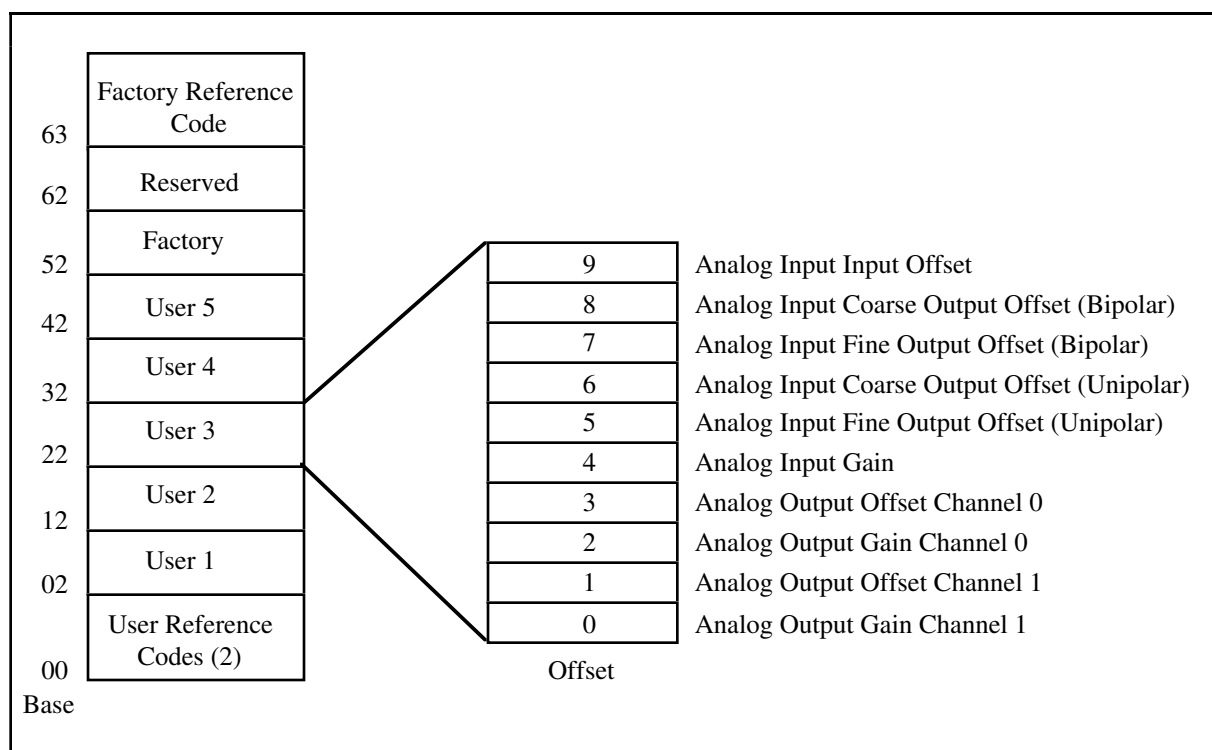 Factory Reference
Code
63
Reserved
62
Factory
52
User 5
42
User 4
32
User 3
22
User 2
12
User 1
02
User Reference
Codes (2)
00
Base
9 Analog Input Input Offset
8 Analog Input Coarse Output Offset (Bipolar)
7 Analog Input Fine Output Offset (Bipolar)
6 Analog Input Coarse Output Offset (Unipolar)
5 Analog Input Fine Output Offset (Unipolar)
4 Analog Input Gain
3 Analog Output Offset Channel 0
2 Analog Output Gain Channel 0
1 Analog Output Offset Channel 1
0 Analog Output Gain Channel 1
Offset